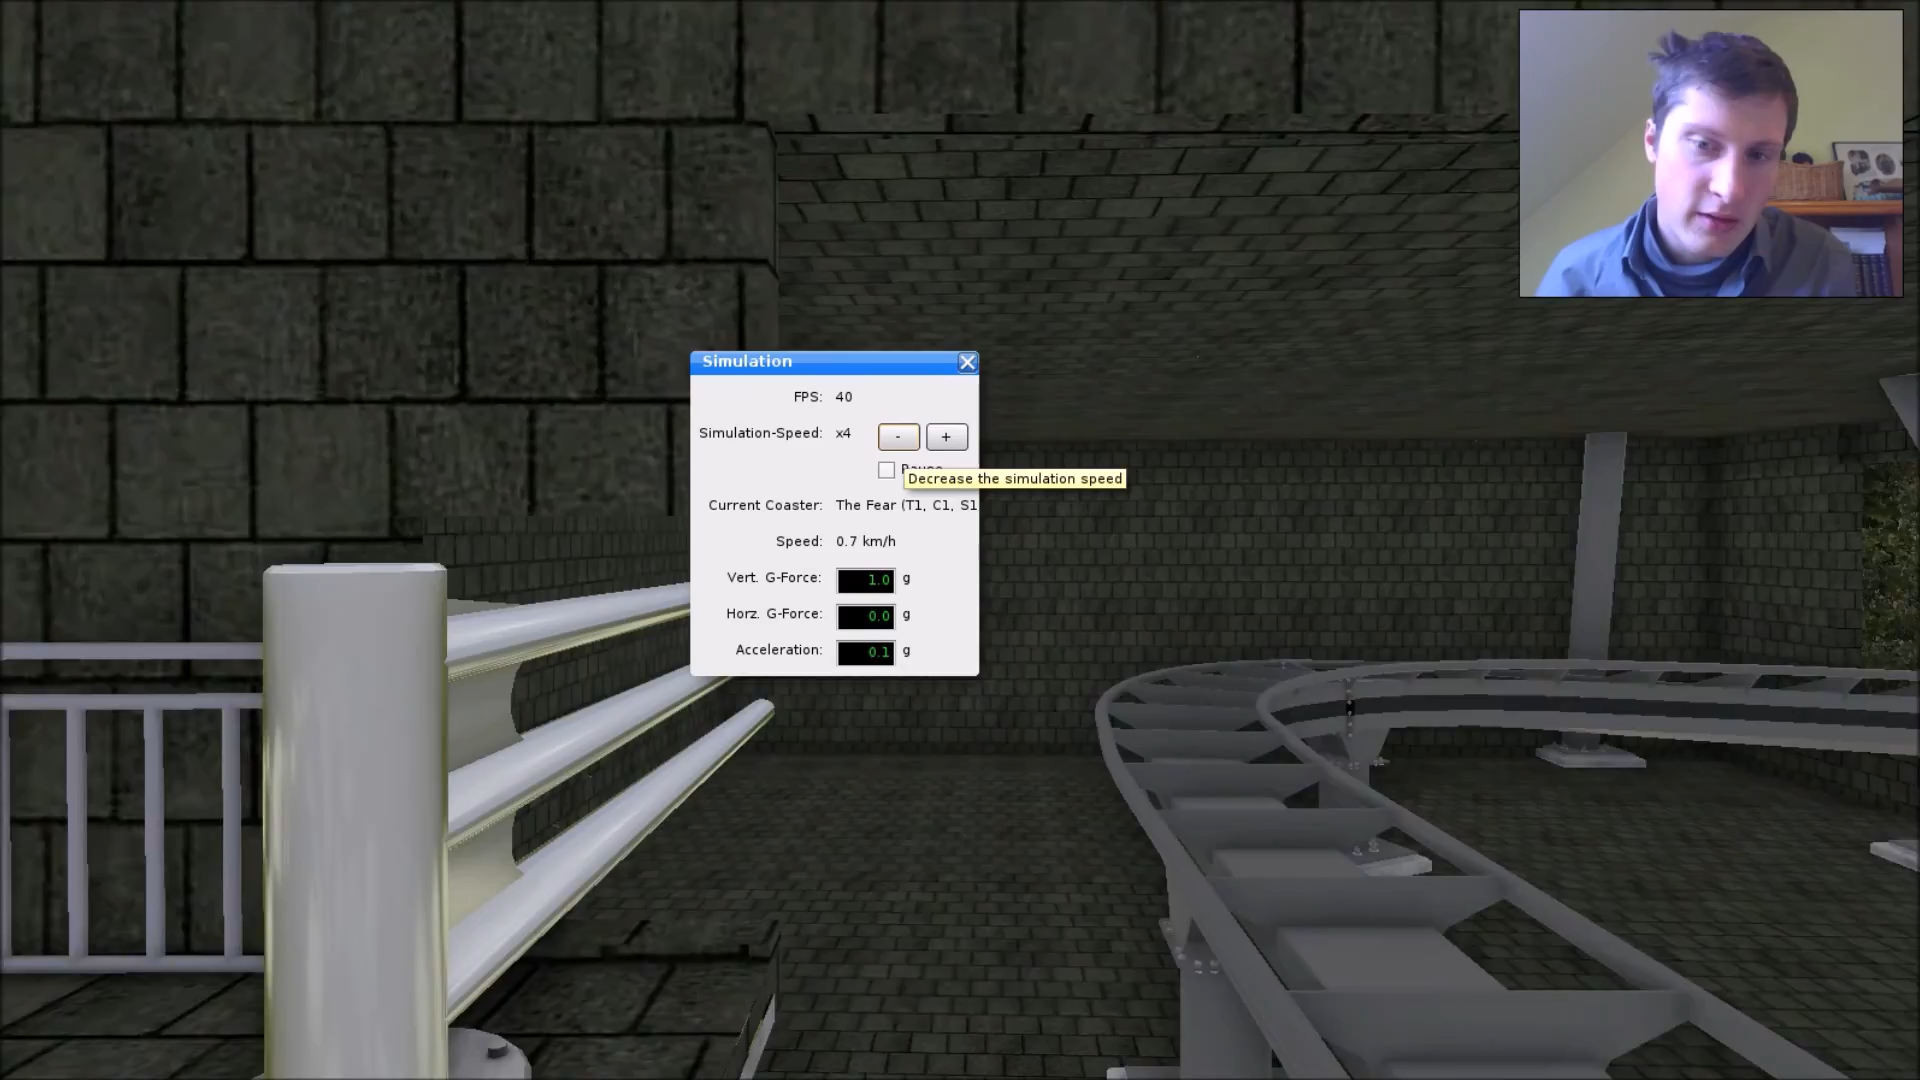 Simulation
FPS: 40
Simulation-Speed: x4 - +
Pause
Decrease the simulation speed
Current Coaster: The Fear (T1, C1, S1
Speed: 0.7 km/h
Vert. G-Force: 1.0 g
Horz. G-Force: 0.0 g
Acceleration: 0.1 g